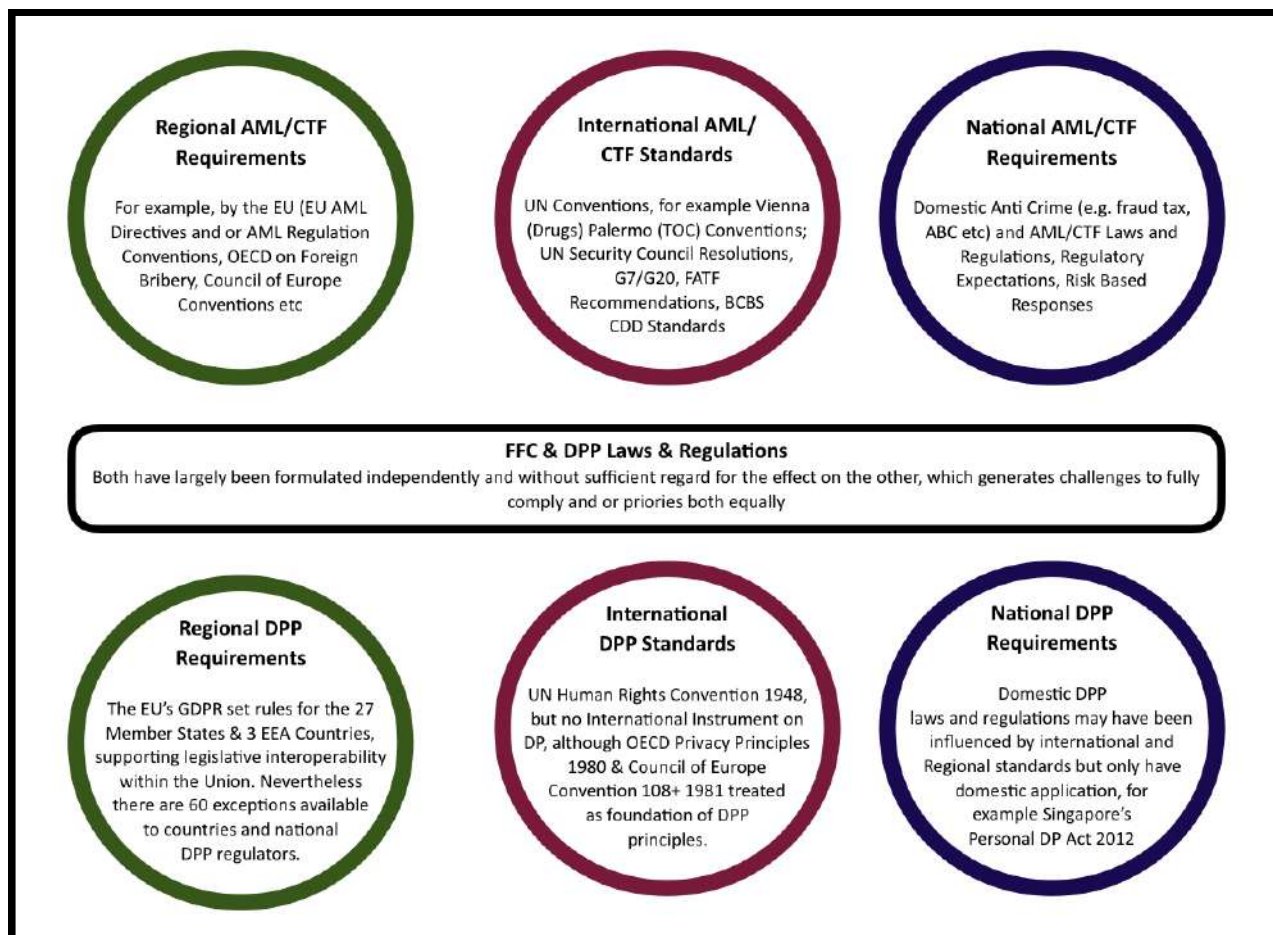 Regional AML/CTF
Requirements
For example, by the EU (EU AML
Directives and or AML Regulation
Conventions, OECD on Foreign
Bribery, Council of Europe
Conventions etc
International AML/
CTF Standards
UN Conventions, for example Vienna
(Drugs) Palermo (TOC) Conventions;
UN Security Council Resolutions,
G7/G20, FATF
Recommendations, BCBS
CDD Standards
National AML/CTF
Requirements
Domestic Anti Crime (e.g. fraud tax,
ABC etc) and AML/CTF Laws and
Regulations, Regulatory
Expectations, Risk Based
Responses
FFC & DPP Laws & Regulations
Both have largely been formulated independently and without sufficient regard for the effect on the other, which generates challenges to fully
comply and or priories both equally
Regional DPP
Requirements
The EU's GDPR set rules for the 27
Member States & 3 EEA Countries,
supporting legislative interoperability
within the Union. Nevertheless
there are 60 exceptions available
to countries and national
DPP regulators.
International
DPP Standards
UN Human Rights Convention 1948,
but no International Instrument on
DP, although OECD Privacy Principles
1980 & Council of Europe
Convention 108+ 1981 treated
as foundation of DPP
principles.
National DPP
Requirements
Domestic DPP
laws and regulations may have been
influenced by international and
Regional standards but only have
domestic application, for
example Singapore's
Personal DP Act 2012